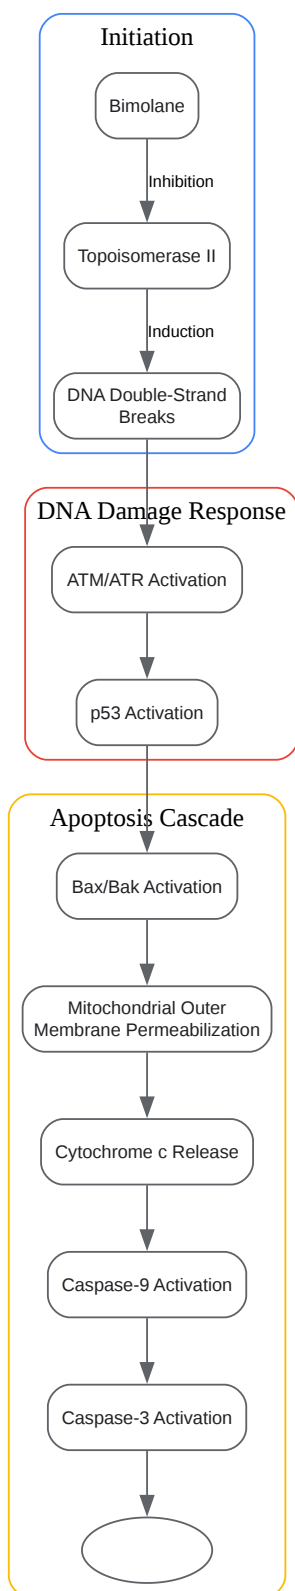 Initiation
Bimolane
Inhibition
Topoisomerase II
Induction
DNA Double-Strand
Breaks
DNA Damage Response
ATM/ATR Activation
p53 Activation
Apoptosis Cascade
Bax/Bak Activation
Mitochondrial Outer
Membrane Permeabilization
Cytochrome c Release
Caspase-9 Activation
Caspase-3 Activation